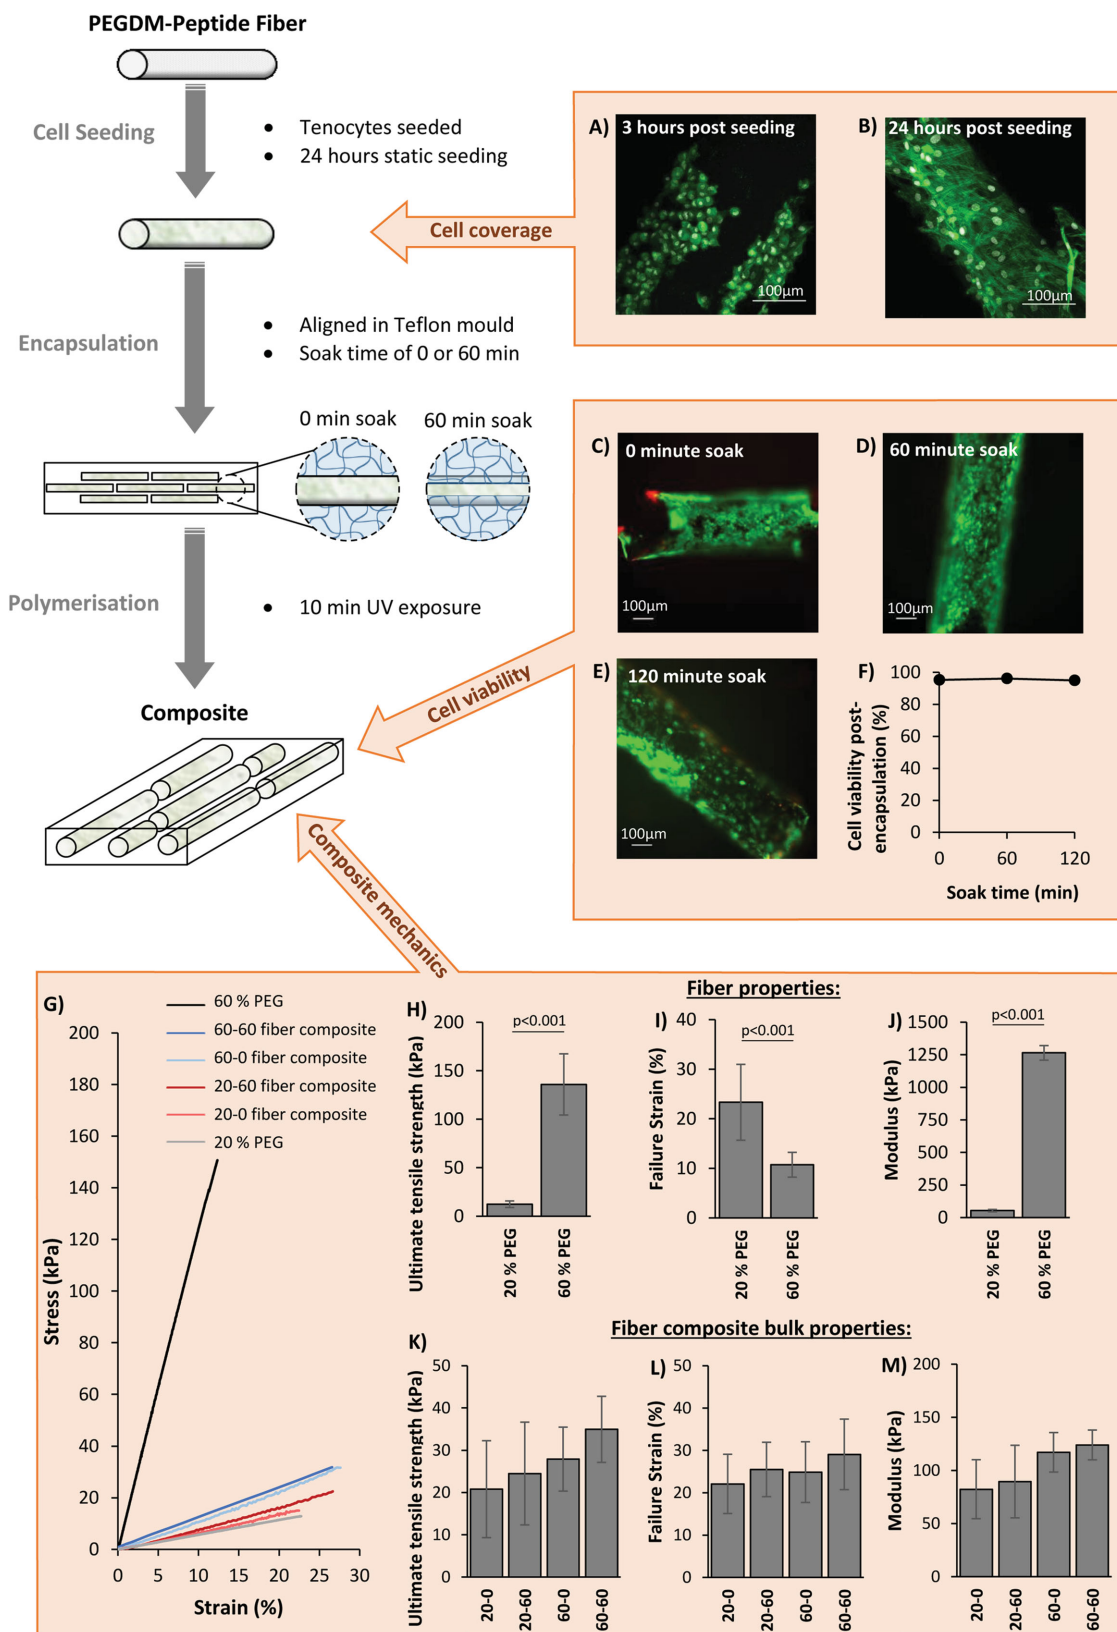 PEGDM-Peptide Fiber
Cell Seeding
● Tenocytes seeded
● 24 hours static seeding
Cell coverage
A) 3 hours post seeding
100µm
B) 24 hours post seeding
100µm
Encapsulation
● Aligned in Teflon mould
● Soak time of 0 or 60 min
0 min soak
60 min soak
Polymerisation
● 10 min UV exposure
Cell viability
C) 0 minute soak
100µm
D) 60 minute soak
100µm
E) 120 minute soak
100µm
F)
Cell viability post-
encapsulation (%)
100
80
60
40
20
0
0 60 120
Soak time (min)
Composite
Composite mechanics
G)
60 % PEG
60-60 fiber composite
60-0 fiber composite
20-60 fiber composite
20-0 fiber composite
20 % PEG
Stress (kPa)
200
180
160
140
120
100
80
60
40
20
0
0 5 10 15 20 25 30
Strain (%)
Fiber properties:
H)
Ultimate tensile strength (kPa)
200
150
100
50
0
p<0.001
20 % PEG
60 % PEG
I)
Failure Strain (%)
40
30
20
10
0
p<0.001
20 % PEG
60 % PEG
J)
Modulus (kPa)
1500
1250
1000
750
500
250
0
p<0.001
20 % PEG
60 % PEG
Fiber composite bulk properties:
K)
Ultimate tensile strength (kPa)
50
40
30
20
10
0
20-0
20-60
60-0
60-60
L)
Failure Strain (%)
50
40
30
20
10
0
20-0
20-60
60-0
60-60
M)
Modulus (kPa)
200
150
100
50
0
20-0
20-60
60-0
60-60